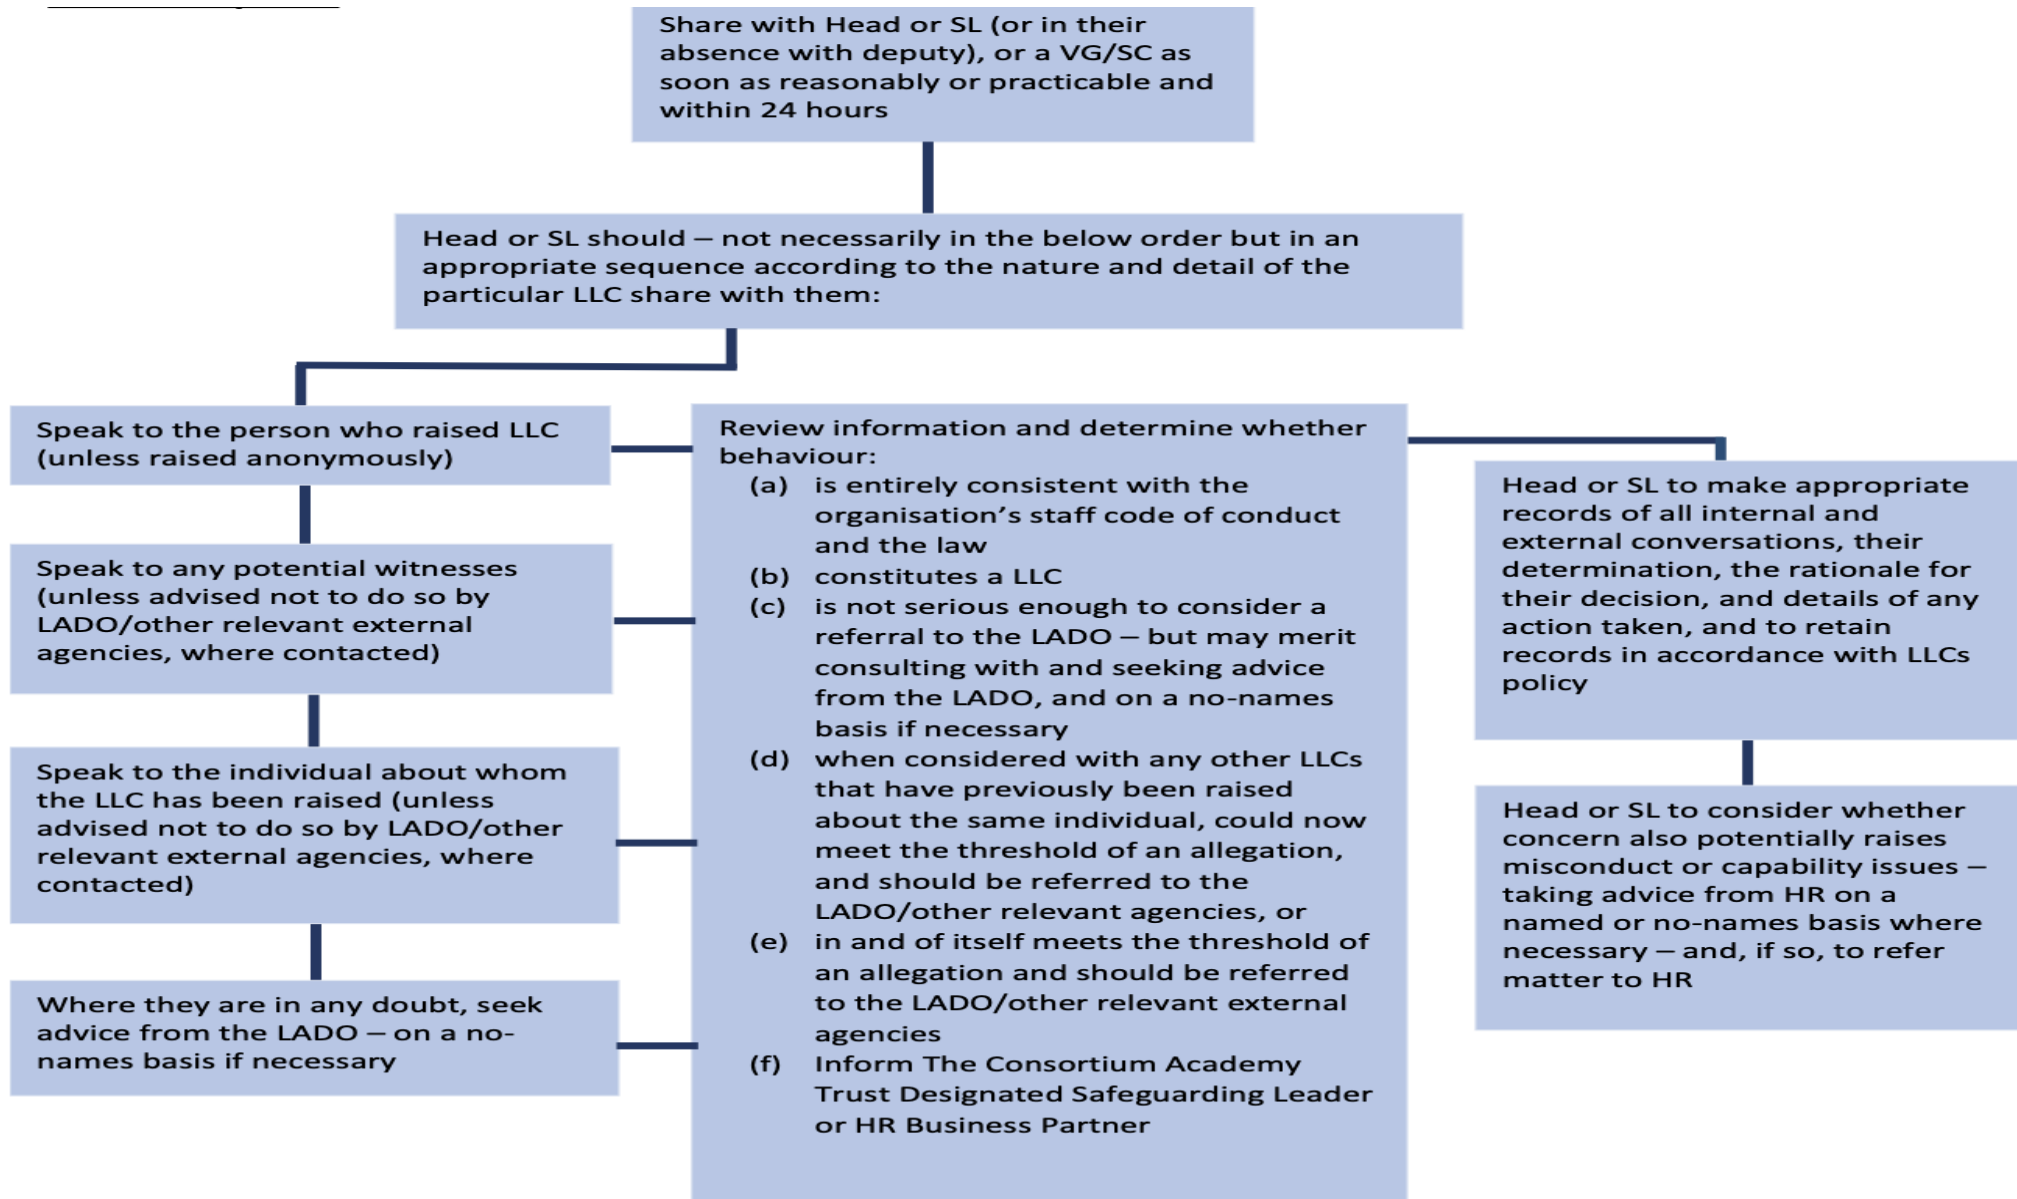 Share with Head or SL (or in their
absence with deputy), or a VG/SC as
soon as reasonably or practicable and
within 24 hours
Head or SL should – not necessarily in the below order but in an
appropriate sequence according to the nature and detail of the
particular LLC share with them:
Speak to the person who raised LLC
(unless raised anonymously)
Speak to any potential witnesses
(unless advised not to do so by
LADO/other relevant external
agencies, where contacted)
Speak to the individual about whom
the LLC has been raised (unless
advised not to do so by LADO/other
relevant external agencies, where
contacted)
Where they are in any doubt, seek
advice from the LADO – on a no-
names basis if necessary
Review information and determine whether
behaviour:
(a) is entirely consistent with the
organisation’s staff code of conduct
and the law
(b) constitutes a LLC
(c) is not serious enough to consider a
referral to the LADO – but may merit
consulting with and seeking advice
from the LADO, and on a no-names
basis if necessary
(d) when considered with any other LLCs
that have previously been raised
about the same individual, could now
meet the threshold of an allegation,
and should be referred to the
LADO/other relevant agencies, or
(e) in and of itself meets the threshold of
an allegation and should be referred
to the LADO/other relevant external
agencies
(f) Inform The Consortium Academy
Trust Designated Safeguarding Leader
or HR Business Partner
Head or SL to make appropriate
records of all internal and
external conversations, their
determination, the rationale for
their decision, and details of any
action taken, and to retain
records in accordance with LLCs
policy
Head or SL to consider whether
concern also potentially raises
misconduct or capability issues –
taking advice from HR on a
named or no-names basis where
necessary – and, if so, to refer
matter to HR